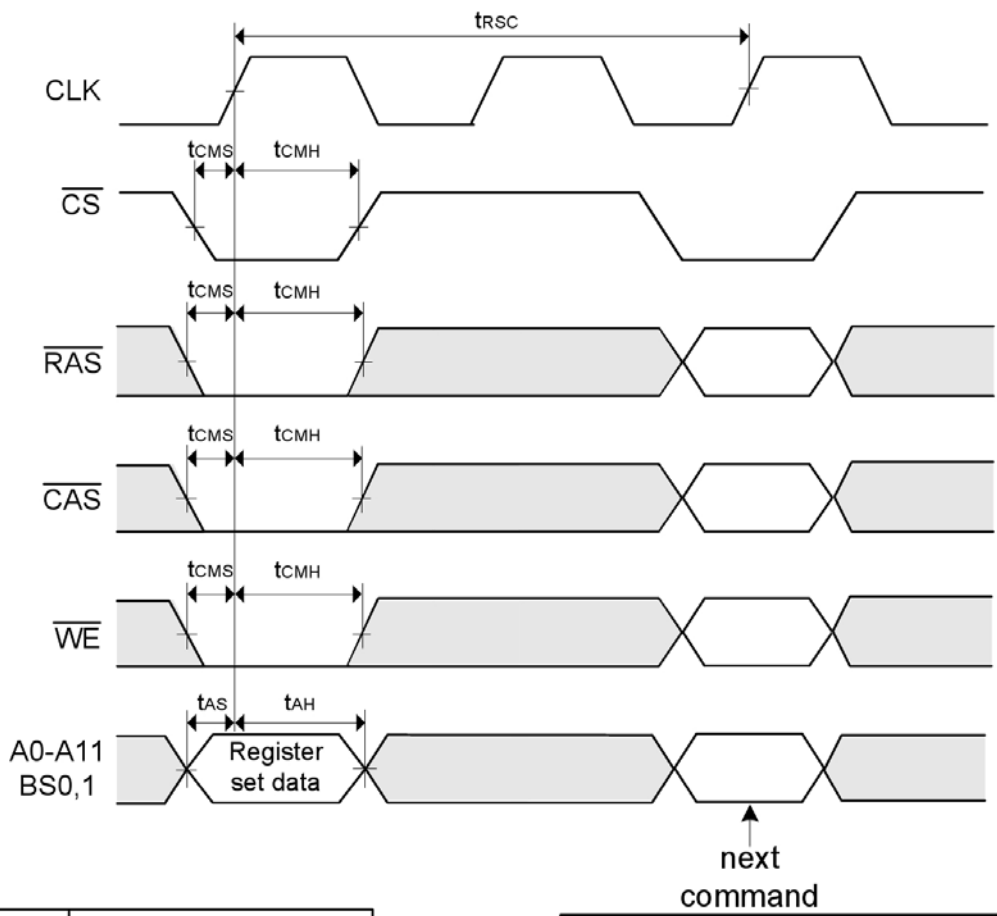 tRSC
CLK
tCMS tCMH
CS
tCMS tCMH
RAS
tCMS tCMH
CAS
tCMS tCMH
WE
tAS tAH
A0-A11
BS0,1
Register
set data
next
command